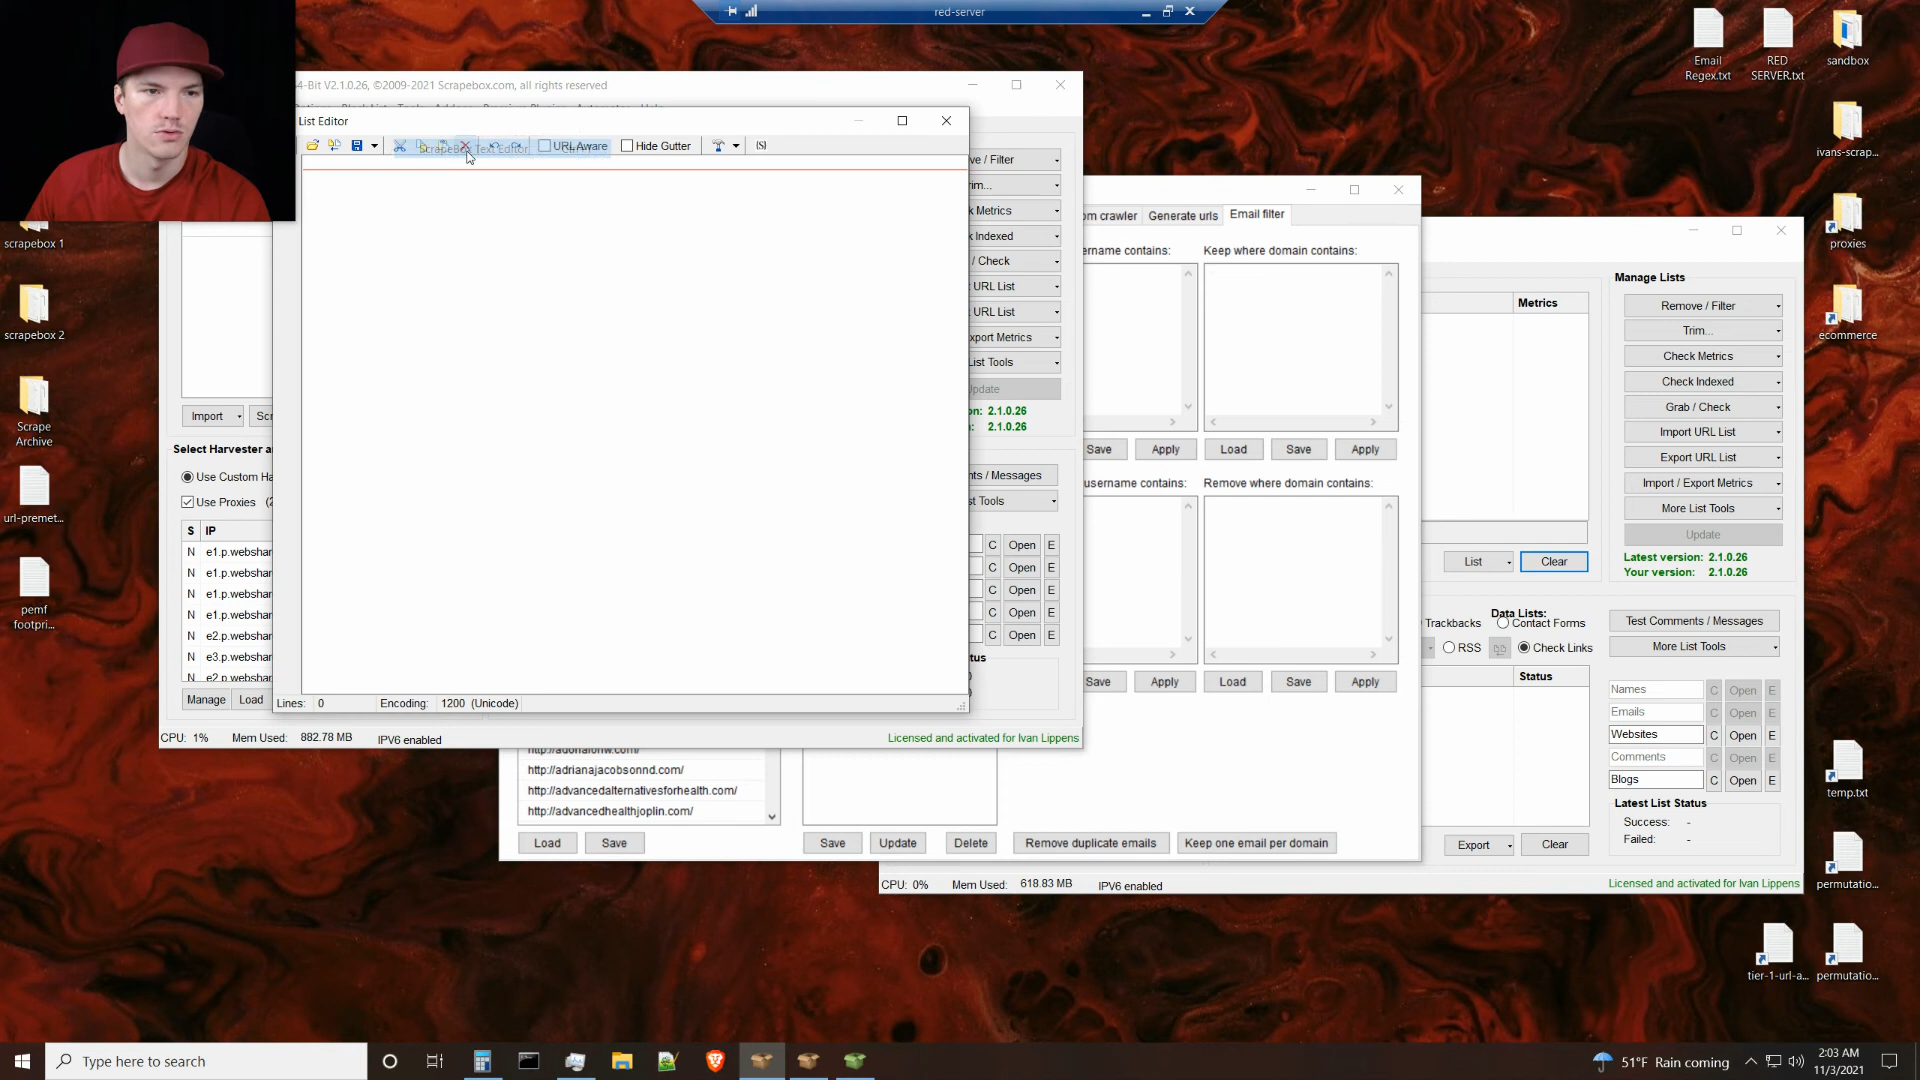 red-server
Email Regex.txt
RED SERVER.txt
sandbox
ivans-scrap...
proxies
ecommerce
temp.txt
permutatio...
tier-1-url-a...
permutatio...
scrapebox 1
scrapebox 2
Scrape Archive
url-premet...
pemf footpri...
4-Bit V2.1.0.26, ©2009-2021 Scrapebox.com, all rights reserved
List Editor
ScrapeBox Text Editor
URL Aware
Hide Gutter
Lines: 0
Encoding: 1200 (Unicode)
Import
Scr
Select Harvester a
Use Custom Ha
Use Proxies (2
S IP
N e1.p.webshar
N e1.p.webshar
N e1.p.webshar
N e1.p.webshar
N e2.p.webshar
N e3.p.webshar
N e2.p.webshar
Manage Load
CPU: 1% Mem Used: 882.78 MB IPV6 enabled
Licensed and activated for Ivan Lippens
ve / Filter
rim...
k Metrics
k Indexed
/ Check
URL List
URL List
xport Metrics
List Tools
Update
on: 2.1.0.26
: 2.1.0.26
nts / Messages
st Tools
C Open E
C Open E
C Open E
C Open E
C Open E
tus
om crawler Generate urls Email filter
ername contains: Keep where domain contains:
Save Apply Load Save Apply
username contains: Remove where domain contains:
Save Apply Load Save Apply
http://adonaiorlw.com/
http://adrianajacobsonnd.com/
http://advancedalternativesforhealth.com/
http://advancedhealthjoplin.com/
Load Save
Save Update Delete
Remove duplicate emails Keep one email per domain
Manage Lists
Metrics
Remove / Filter
Trim...
Check Metrics
Check Indexed
Grab / Check
Import URL List
Export URL List
Import / Export Metrics
More List Tools
Update
List Clear
Latest version: 2.1.0.26
Your version: 2.1.0.26
Data Lists:
Trackbacks Contact Forms
RSS Check Links
Status
Test Comments / Messages
More List Tools
Names C Open E
Emails C Open E
Websites C Open E
Comments C Open E
Blogs C Open E
Latest List Status
Success: -
Failed: -
Export Clear
CPU: 0% Mem Used: 618.83 MB IPV6 enabled
Licensed and activated for Ivan Lippens
Type here to search
51°F Rain coming
2:03 AM
11/3/2021